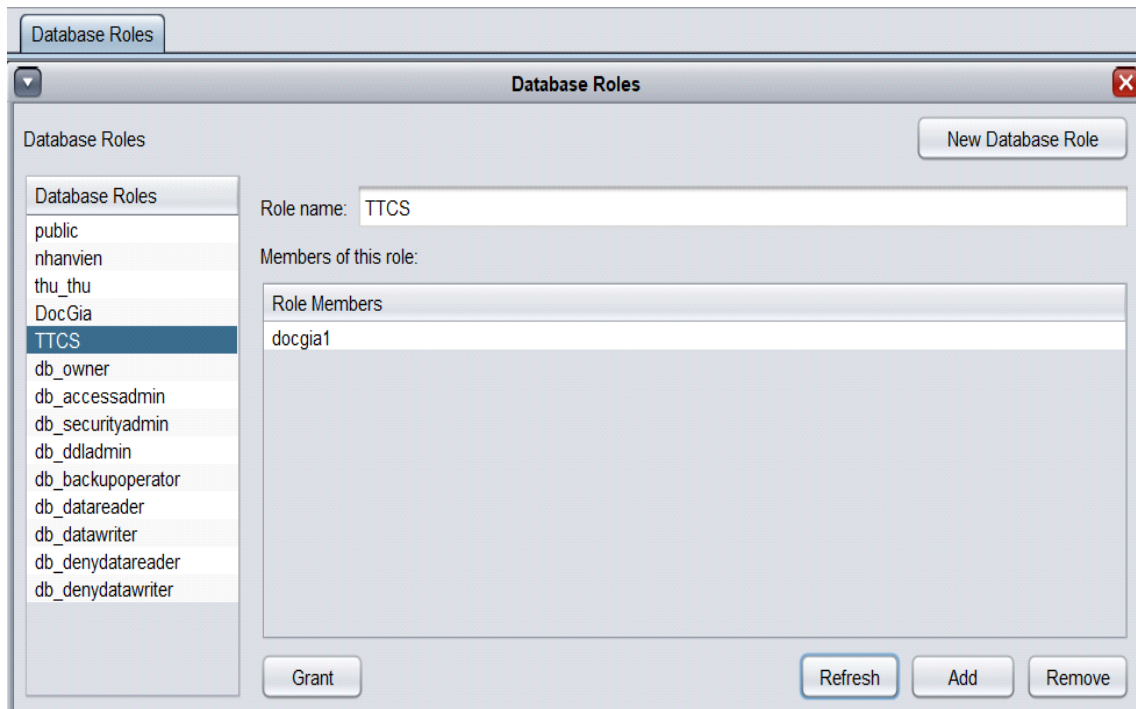 Database Roles
Database Roles
Database Roles
New Database Role
Database Roles
public
nhanvien
thu_thu
DocGia
TTCS
db_owner
db_accessadmin
db_securityadmin
db_ddladmin
db_backupoperator
db_datareader
db_datawriter
db_denydatareader
db_denydatawriter
Role name: TTCS
Members of this role:
Role Members
docgia1
Grant
Refresh
Add
Remove